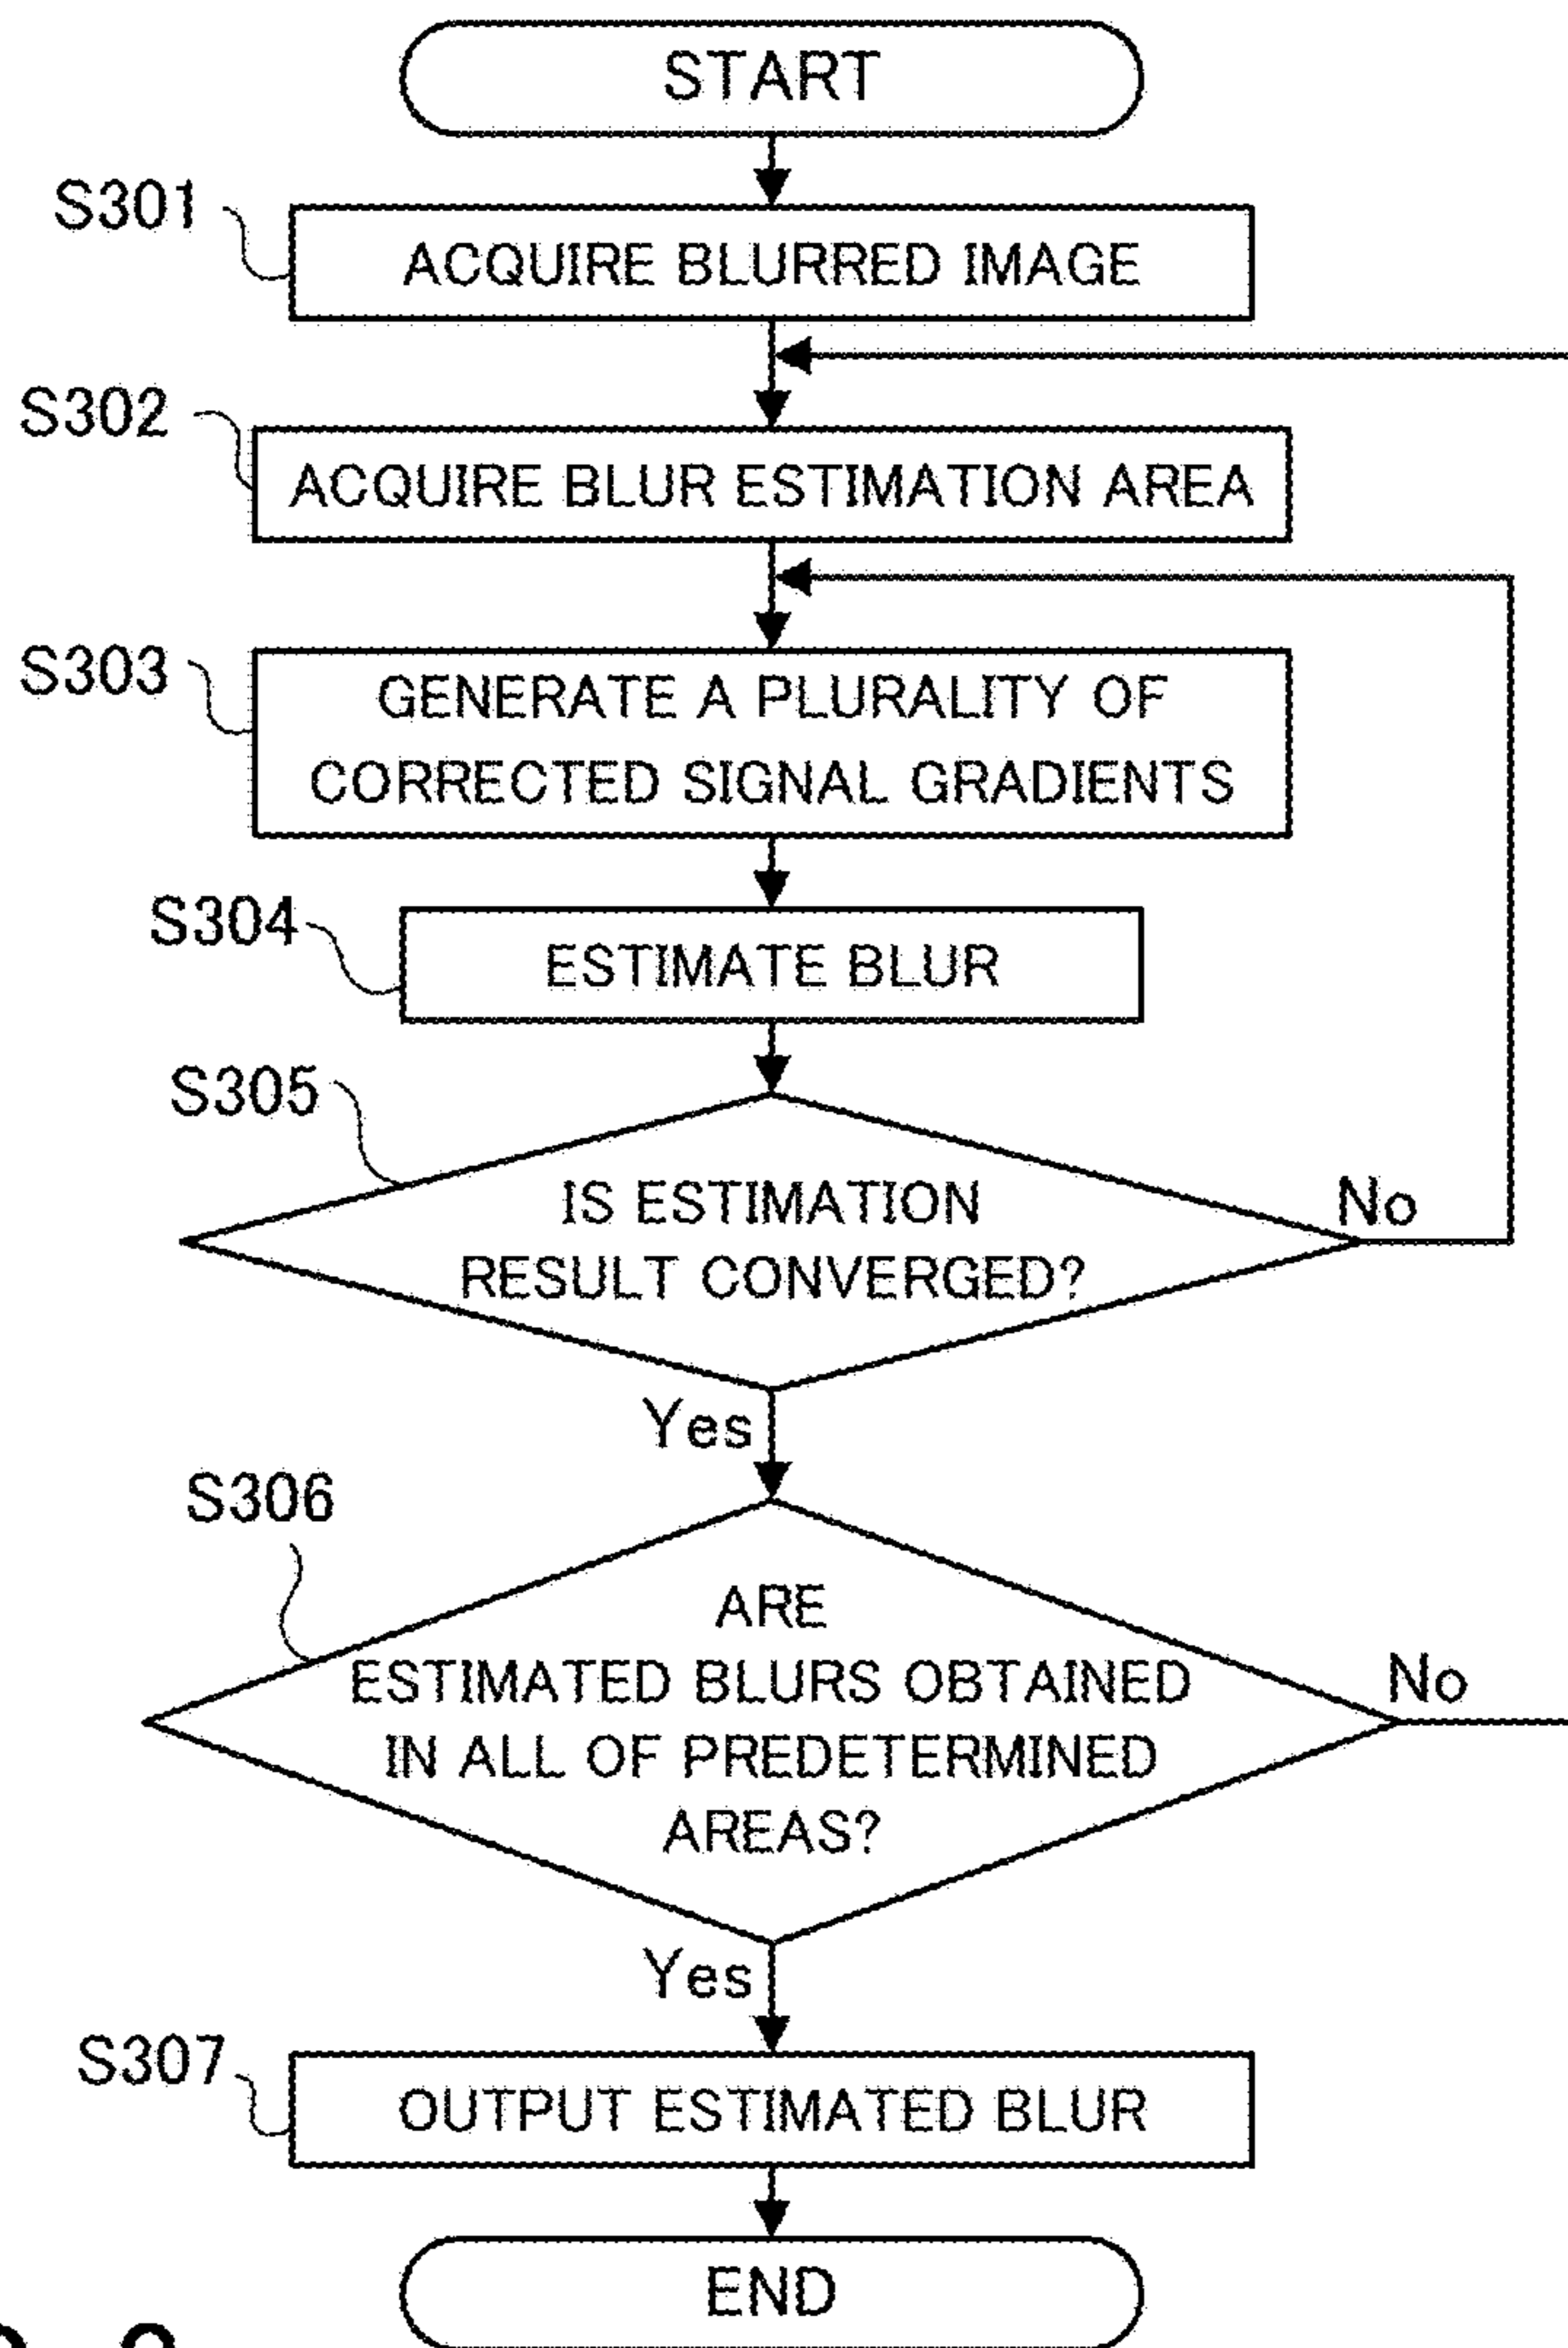 START
S301
ACQUIRE BLURRED IMAGE
S302
ACQUIRE BLUR ESTIMATION AREA
S303
GENERATE A PLURALITY OF
CORRECTED SIGNAL GRADIENTS
S304
ESTIMATE BLUR
S305
IS ESTIMATION
RESULT CONVERGED?
No
Yes
S306
ARE
ESTIMATED BLURS OBTAINED
IN ALL OF PREDETERMINED
AREAS?
No
Yes
S307
OUTPUT ESTIMATED BLUR
END